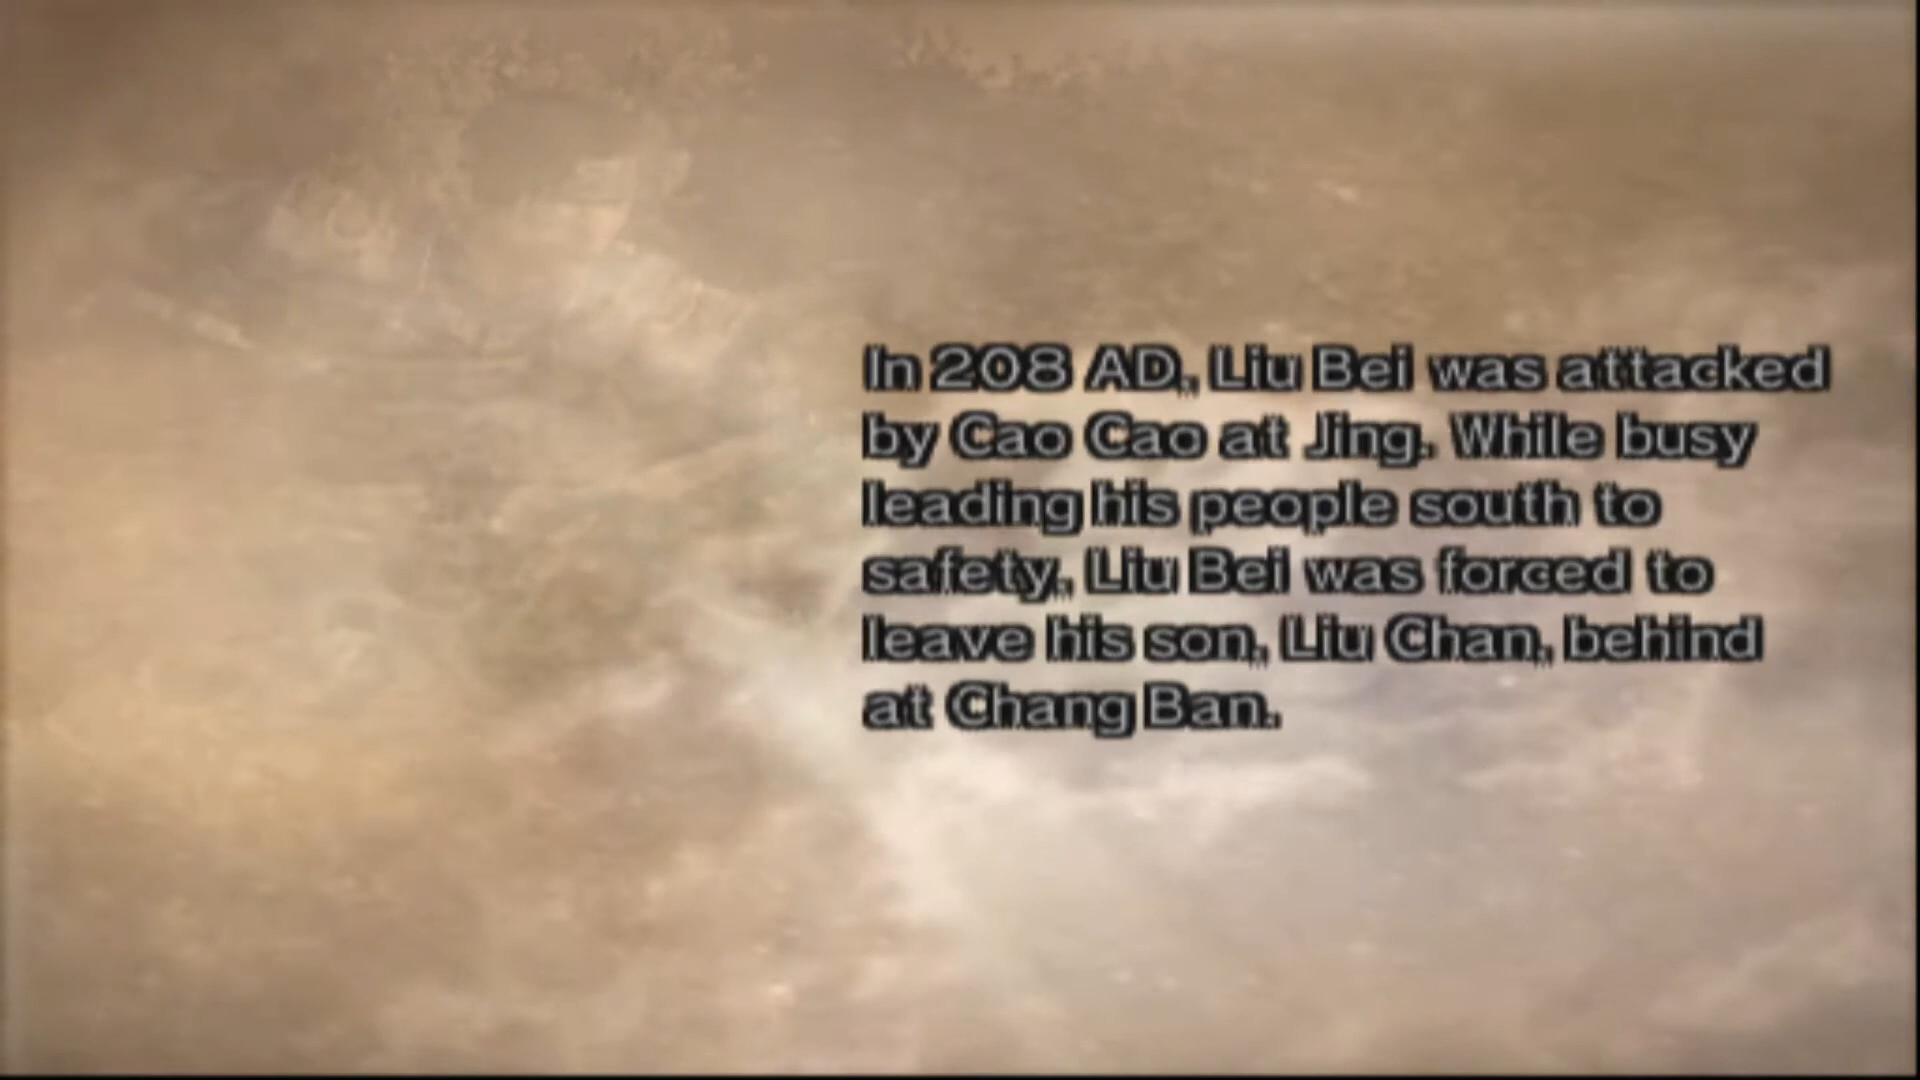 In 208 AD, Liu Bei was attacked
by Cao Cao at Jing. While busy
leading his people south to
safety, Liu Bei was forced to
leave his son, Liu Chan, behind
at Chang Ban.